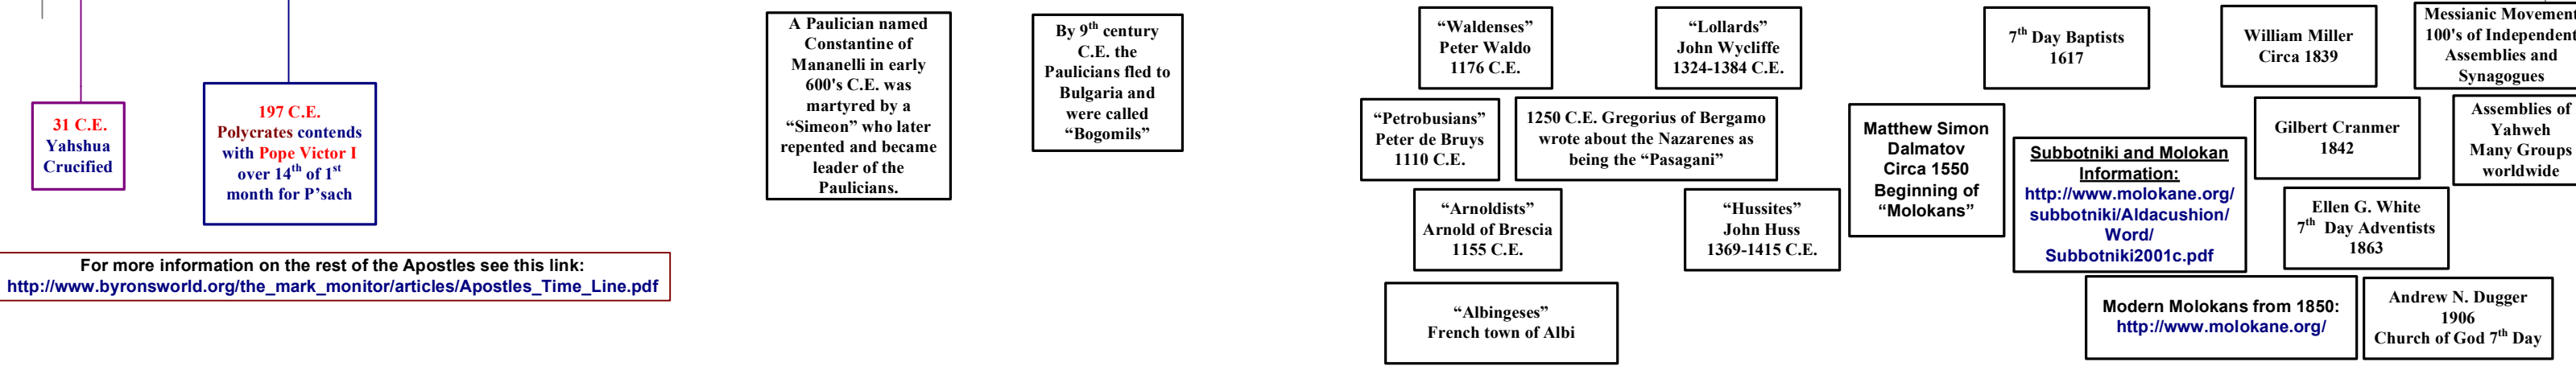 31 C.E.
Yahshua
Crucified
197 C.E.
Polycrates contends
with Pope Victor I
over 14th of 1st
month for P’sach
For more information on the rest of the Apostles see this link:
http://www.byronsworld.org/the_mark_monitor/articles/Apostles_Time_Line.pdf
A Paulician named
Constantine of
Mananelli in early
600's C.E. was
martyred by a
“Simeon” who later
repented and became
leader of the
Paulicians.
By 9th century
C.E. the
Paulicians fled to
Bulgaria and
were called
“Bogomils”
“Waldenses”
Peter Waldo
1176 C.E.
“Lollards”
John Wycliffe
1324-1384 C.E.
“Petrobusians”
Peter de Bruys
1110 C.E.
1250 C.E. Gregorius of Bergamo
wrote about the Nazarenes as
being the “Pasagani”
“Arnoldists”
Arnold of Brescia
1155 C.E.
“Hussites”
John Huss
1369-1415 C.E.
“Albingeses”
French town of Albi
Matthew Simon
Dalmatov
Circa 1550
Beginning of
“Molokans”
7th Day Baptists
1617
Subbotniki and Molokan
Information:
http://www.molokane.org/
subbotniki/Aldacushion/
Word/
Subbotniki2001c.pdf
Modern Molokans from 1850:
http://www.molokane.org/
William Miller
Circa 1839
Gilbert Cranmer
1842
Ellen G. White
7th Day Adventists
1863
Andrew N. Dugger
1906
Church of God 7th Day
Messianic Movement
100's of Independent
Assemblies and
Synagogues
Assemblies of
Yahweh
Many Groups
worldwide